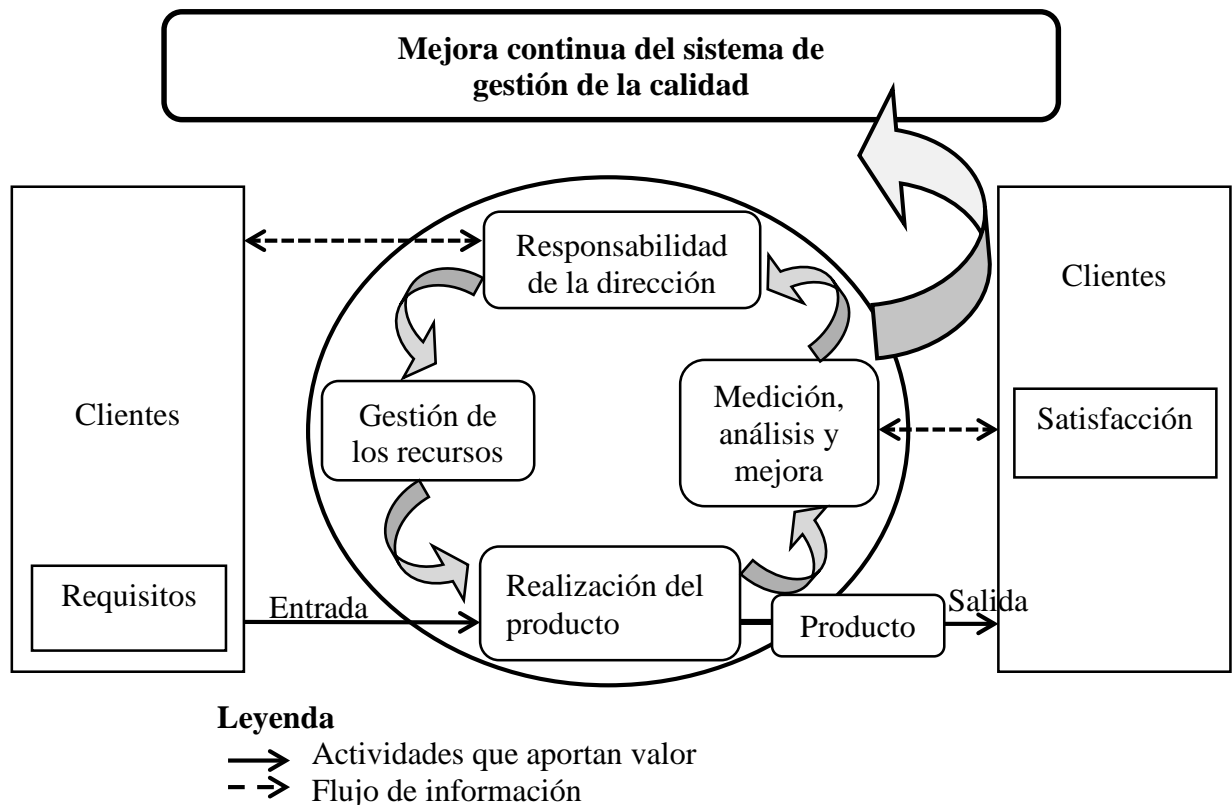 Mejora continua del sistema de
gestión de la calidad
Responsabilidad
de la dirección
Clientes
Clientes
Gestión de
los recursos
Medición,
análisis y
mejora
Satisfacción
Requisitos
Entrada
Realización del
producto
Producto
Salida
Leyenda
Actividades que aportan valor
Flujo de información